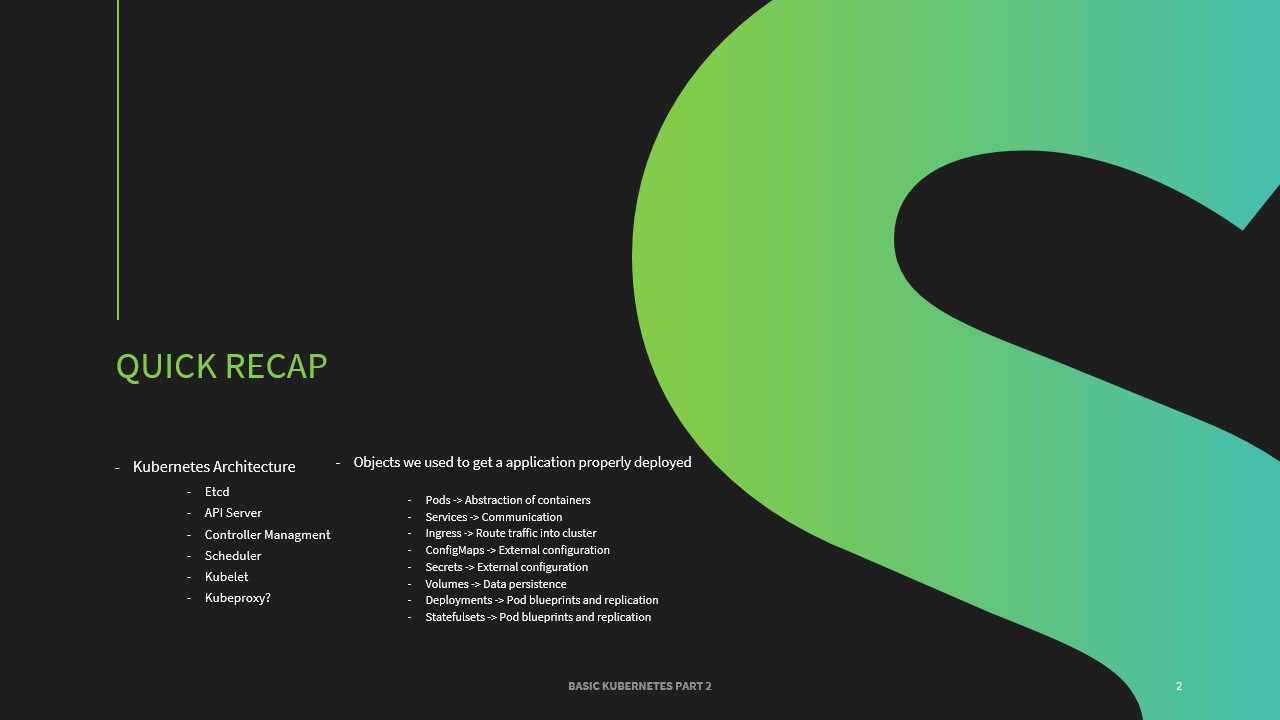 QUICK RECAP
- Kubernetes Architecture
- Etcd
- API Server
- Controller Managment
- Scheduler
- Kubelet
- Kubeproxy?
- Objects we used to get a application properly deployed
- Pods -> Abstraction of containers
- Services -> Communication
- Ingress -> Route traffic into cluster
- ConfigMaps -> External configuration
- Secrets -> External configuration
- Volumes -> Data persistence
- Deployments -> Pod blueprints and replication
- Statefulsets -> Pod blueprints and replication
BASIC KUBERNETES PART 2
2